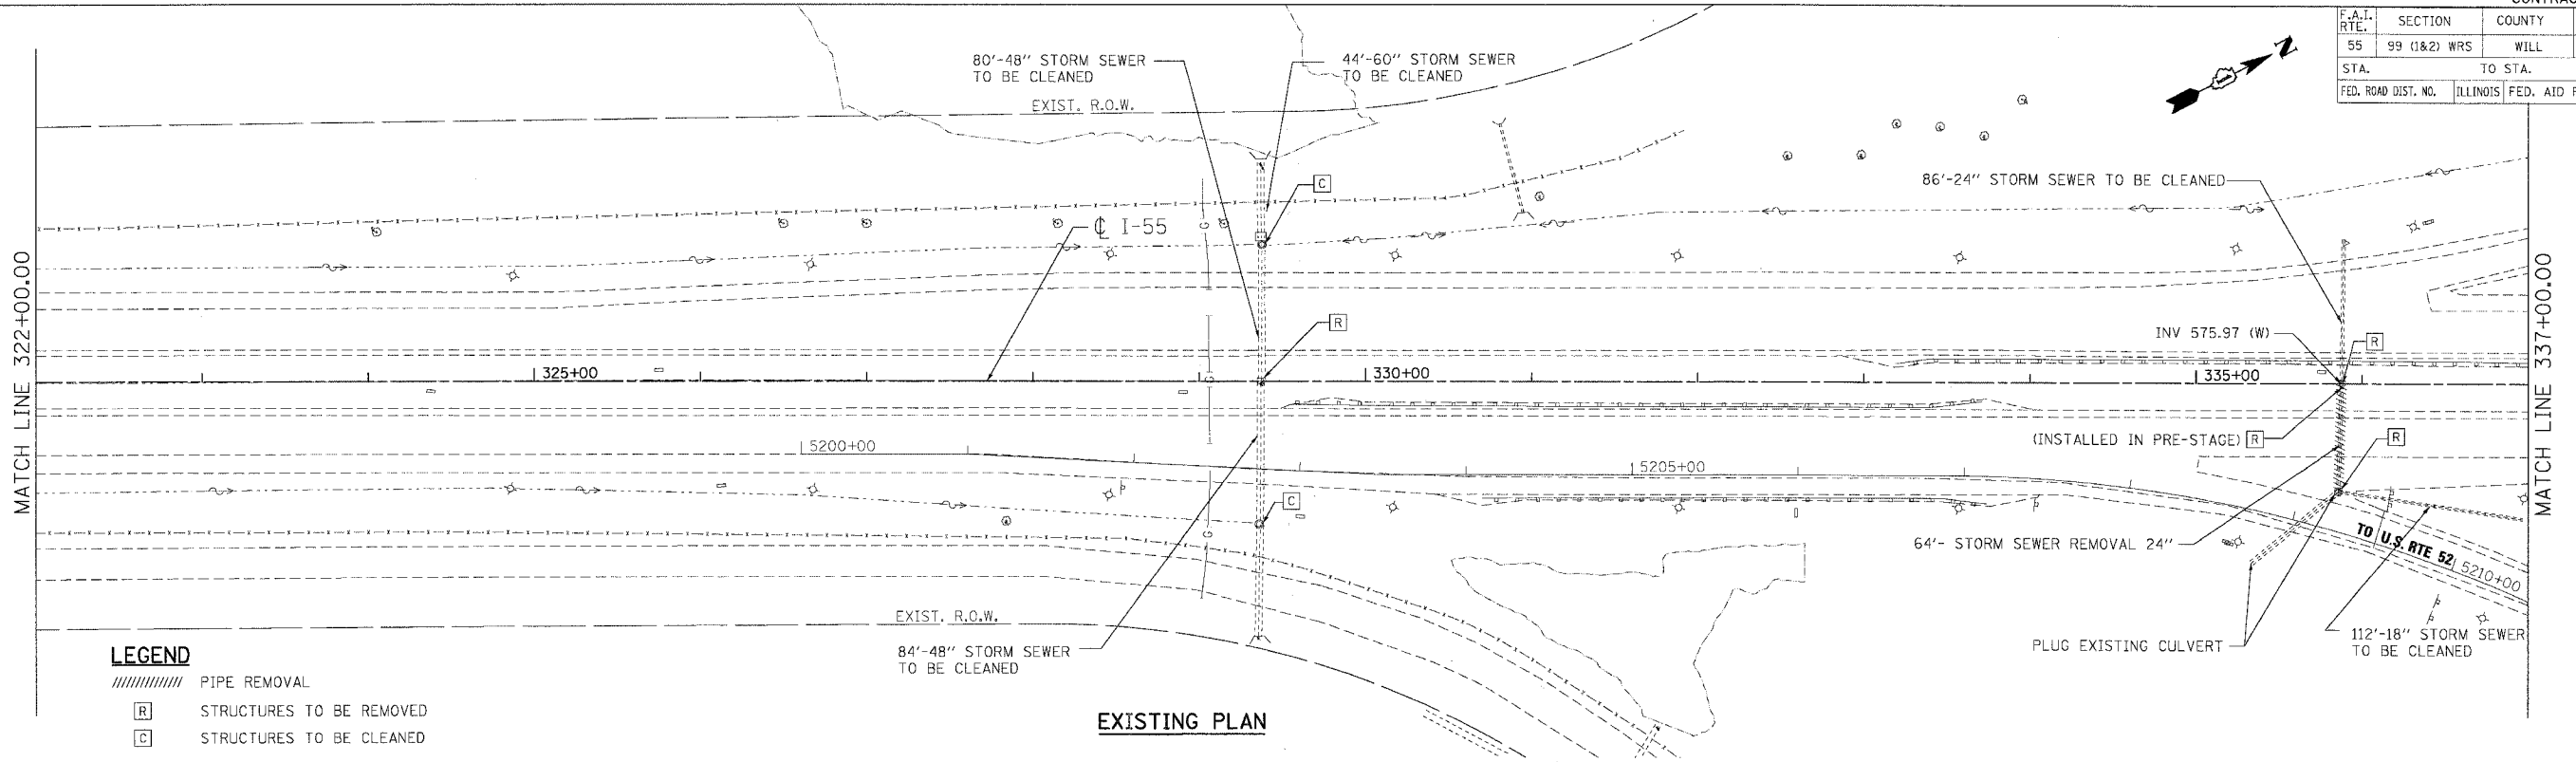 F.A.I. RTE.
SECTION
COUNTY
55
99 (1&2) WRS
WILL
STA.
TO STA.
FED. ROAD DIST. NO.
ILLINOIS
FED. AID
N
80'-48" STORM SEWER
TO BE CLEANED
44'-60" STORM SEWER
TO BE CLEANED
EXIST. R.O.W.
C
86'-24" STORM SEWER TO BE CLEANED
℄ I-55
G
MATCH LINE 322+00.00
MATCH LINE 337+00.00
R
INV 575.97 (W)
R
325+00
330+00
335+00
G
(INSTALLED IN PRE-STAGE) R
R
5200+00
5205+00
C
G
64'- STORM SEWER REMOVAL 24"
TO U.S. RTE 52
5210+00
EXIST. R.O.W.
84'-48" STORM SEWER
TO BE CLEANED
PLUG EXISTING CULVERT
112'-18" STORM SEWER
TO BE CLEANED
LEGEND
PIPE REMOVAL
R STRUCTURES TO BE REMOVED
C STRUCTURES TO BE CLEANED
EXISTING PLAN